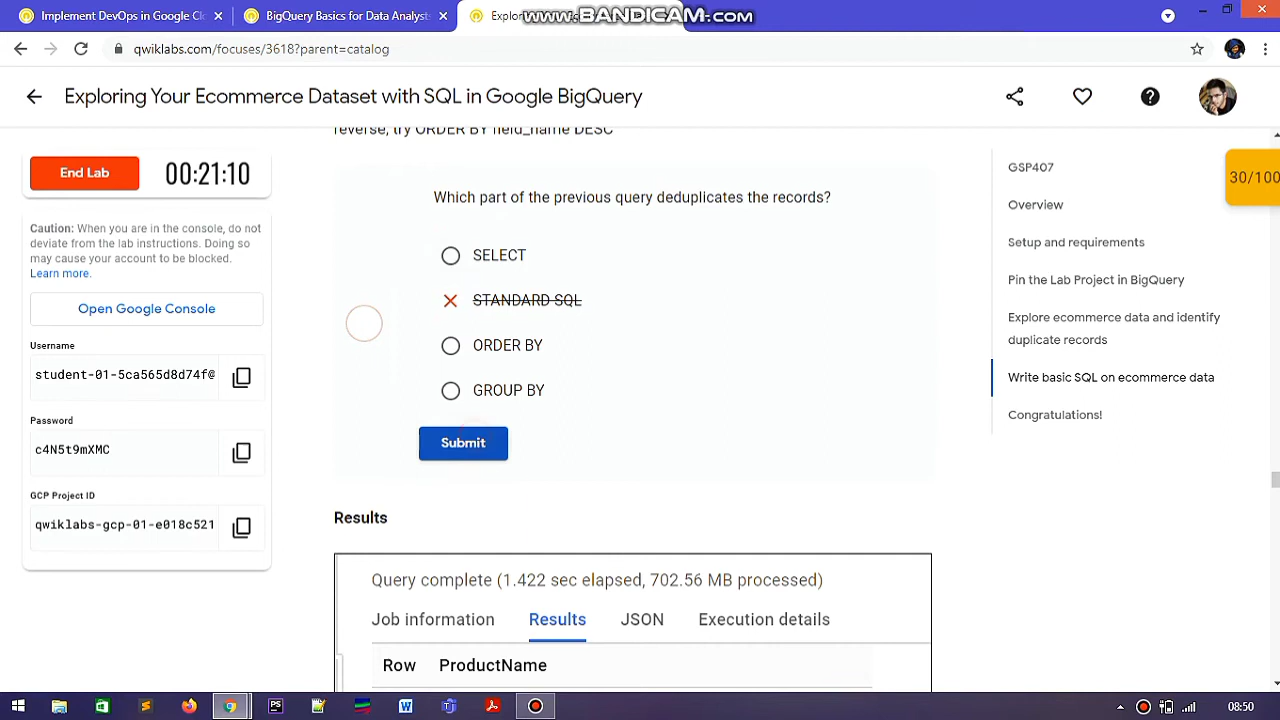 Implement DevOps in Google Cl
BigQuery Basics for Data Analyst
Explo
www.BANDICAM.com
qwiklabs.com/focuses/3618?parent=catalog
Exploring Your Ecommerce Dataset with SQL in Google BigQuery
reverse, try ORDER BY field_name DESC
End Lab
00:21:10
Caution: When you are in the console, do not
deviate from the lab instructions. Doing so
may cause your account to be blocked.
Learn more.
Open Google Console
Username
student-01-5ca565d8d74f@
Password
c4N5t9mXMC
GCP Project ID
qwiklabs-gcp-01-e018c521
Which part of the previous query deduplicates the records?
SELECT
STANDARD SQL
ORDER BY
GROUP BY
Submit
Results
Query complete (1.422 sec elapsed, 702.56 MB processed)
Job information Results JSON Execution details
Row ProductName
GSP407
Overview
Setup and requirements
Pin the Lab Project in BigQuery
Explore ecommerce data and identify
duplicate records
Write basic SQL on ecommerce data
Congratulations!
30/100
08:50